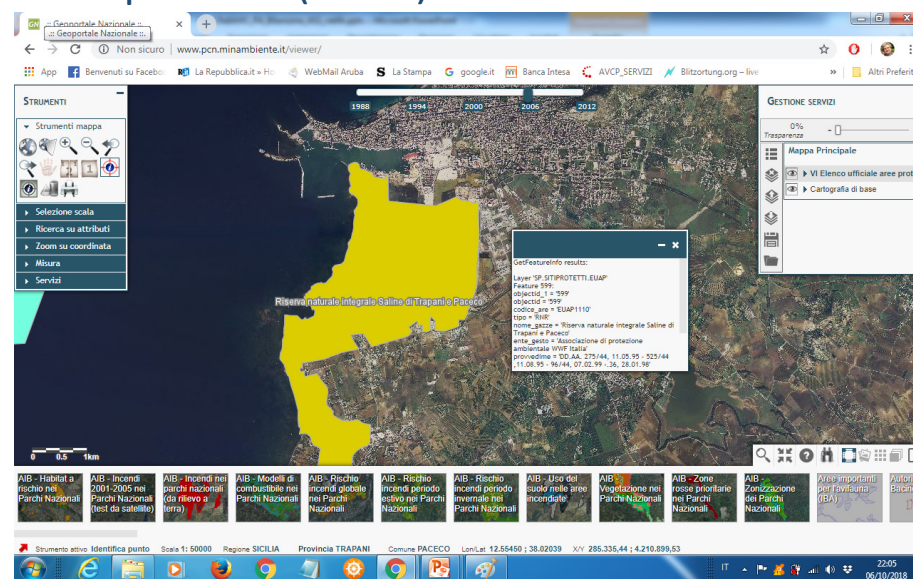 .:: Geoportale Nazionale ::.
.:: Geoportale Nazionale ::.
Non sicuro | www.pcn.minambiente.it/viewer/
App
Benvenuti su Facebo
La Repubblica.it » Ho
WebMail Aruba
La Stampa
google.it
Banca Intesa
AVCP_SERVIZI
Blitzortung.org – live
»
Altri Preferit
STRUMENTI
Strumenti mappa
Selezione scala
Ricerca su attributi
Zoom su coordinata
Misura
Servizi
1988 1994 2000 2006 2012
GESTIONE SERVIZI
0%
Trasparenza
Mappa Principale
VI Elenco ufficiale aree prot
Cartografia di base
Riserva naturale integrale Saline di Trapani e Paceco
GetFeatureInfo results:
Layer 'SP.SITIPROTETTI.EUAP'
Feature 599:
objectid_1 = '599'
objectid = '599'
codice_are = 'EUAP1110'
tipo = 'RNR'
nome_gazze = 'Riserva naturale integrale Saline di
Trapani e Paceco'
ente_gesto = 'Associazione di protezione
ambientale WWF Italia'
provvedime = 'DD.AA. 275/44, 11.05.95 - 525/44
,11.08.95 - 96/44, 07.02.99 -.36, 28.01.98'
0 0.5 1km
AIB - Habitat a
rischio nei
Parchi Nazionali
AIB - Incendi
2001-2005 nei
Parchi Nazionali
(test da satellite)
AIB - Incendi nei
parchi nazionali
(da rilievo a
terra)
AIB - Modelli di
combustibile nei
Parchi Nazionali
AIB - Rischio
incendi globale
nei Parchi
Nazionali
AIB - Rischio
incendi periodo
estivo nei Parchi
Nazionali
AIB - Rischio
incendi periodo
invernale nei
Parchi Nazionali
AIB - Uso del
suolo nelle aree
incendiate
AIB -
Vegetazione nei
Parchi Nazionali
AIB - Zone
rosse prioritarie
nei Parchi
Nazionali
AIB -
Zonizzazione
dei Parchi
Nazionali
Aree importanti
per l'avifauna
(IBA)
Autori
Bacino
Strumento attivo Identifica punto Scala 1: 50000 Regione SICILIA Provincia TRAPANI Comune PACECO Lon/Lat 12.55450 ; 38.02039 X/Y 285.335,44 ; 4.210.899,53
IT
22:05
06/10/2018